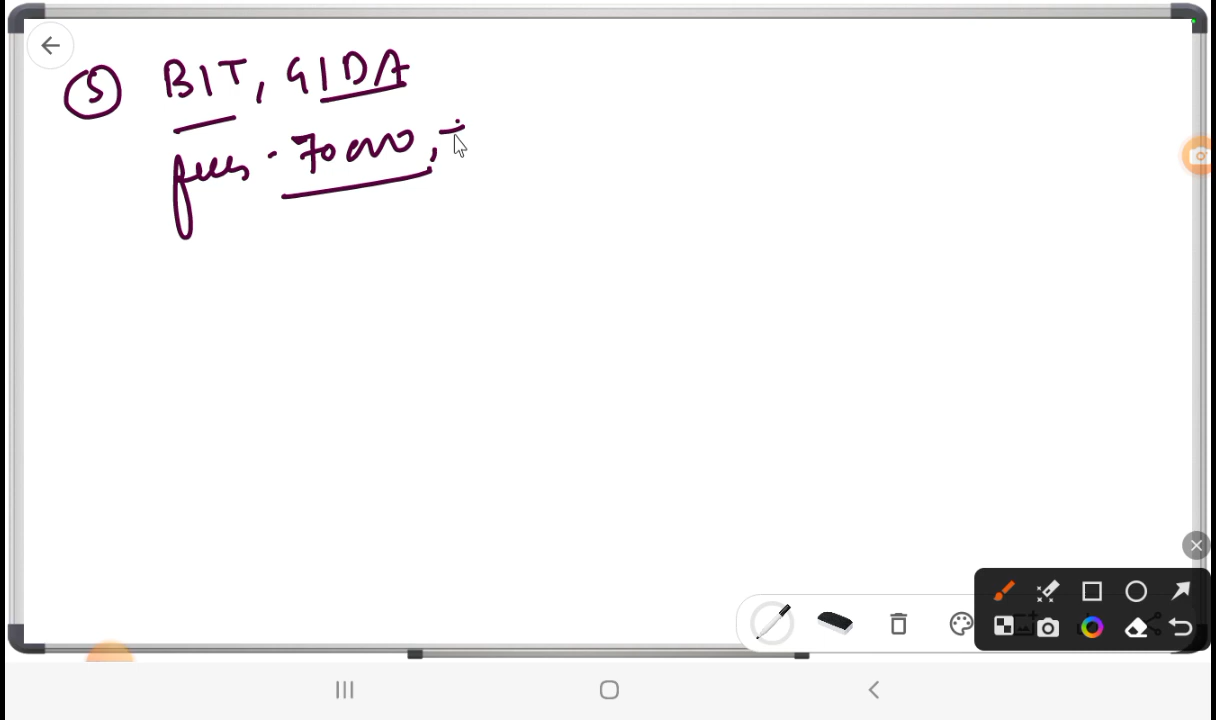 ⑤ BIT, GIDA
fees - 70000,